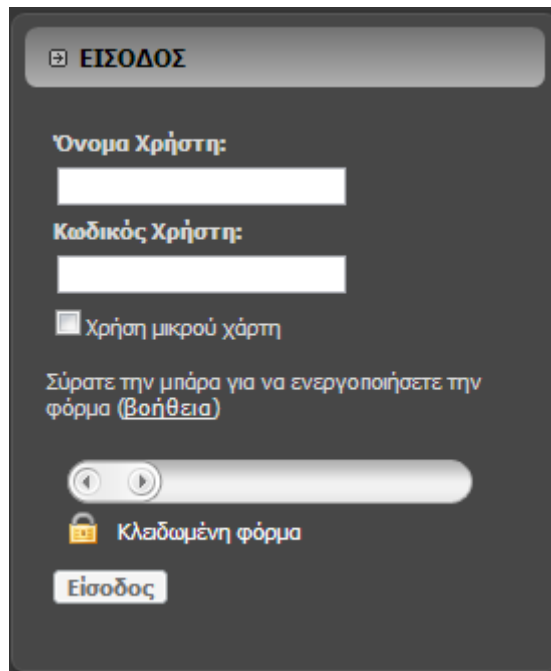 ΕΙΣΟΔΟΣ
Όνομα Χρήστη:
Κωδικός Χρήστη:
Χρήση μικρού χάρτη
Σύρατε την μπάρα για να ενεργοποιήσετε την
φόρμα (βοήθεια)
Κλειδωμένη φόρμα
Είσοδος